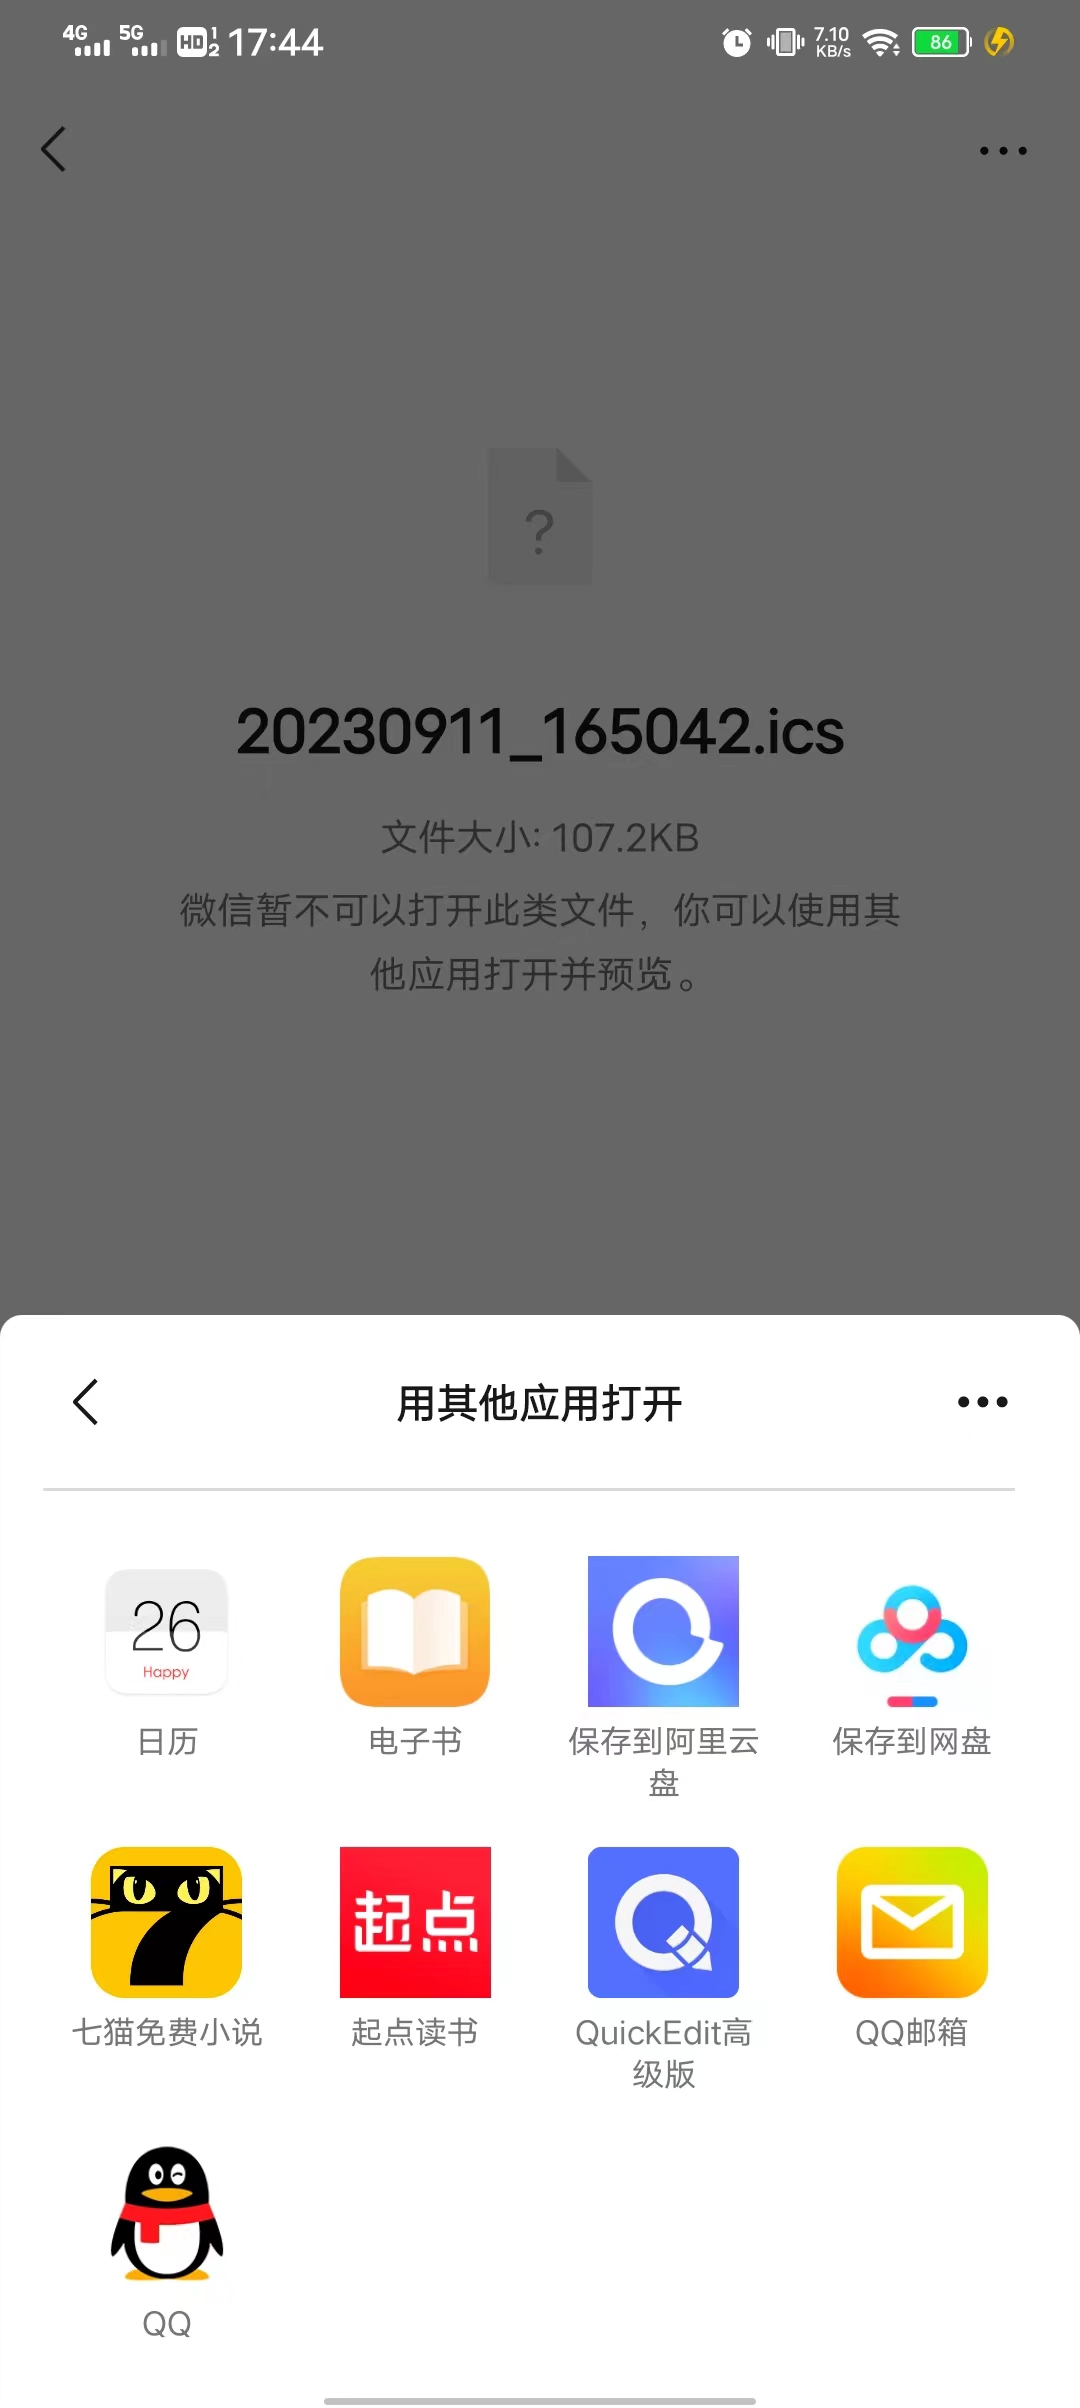 4G 5G HD 1 2 17:44 7.10 KB/s 86
20230911_165042.ics
文件大小: 107.2KB
微信暂不可以打开此类文件，你可以使用其
他应用打开并预览。
用其他应用打开
26
Happy
日历
电子书
保存到阿里云
盘
保存到网盘
七猫免费小说
起点
起点读书
QuickEdit高
级版
QQ邮箱
QQ